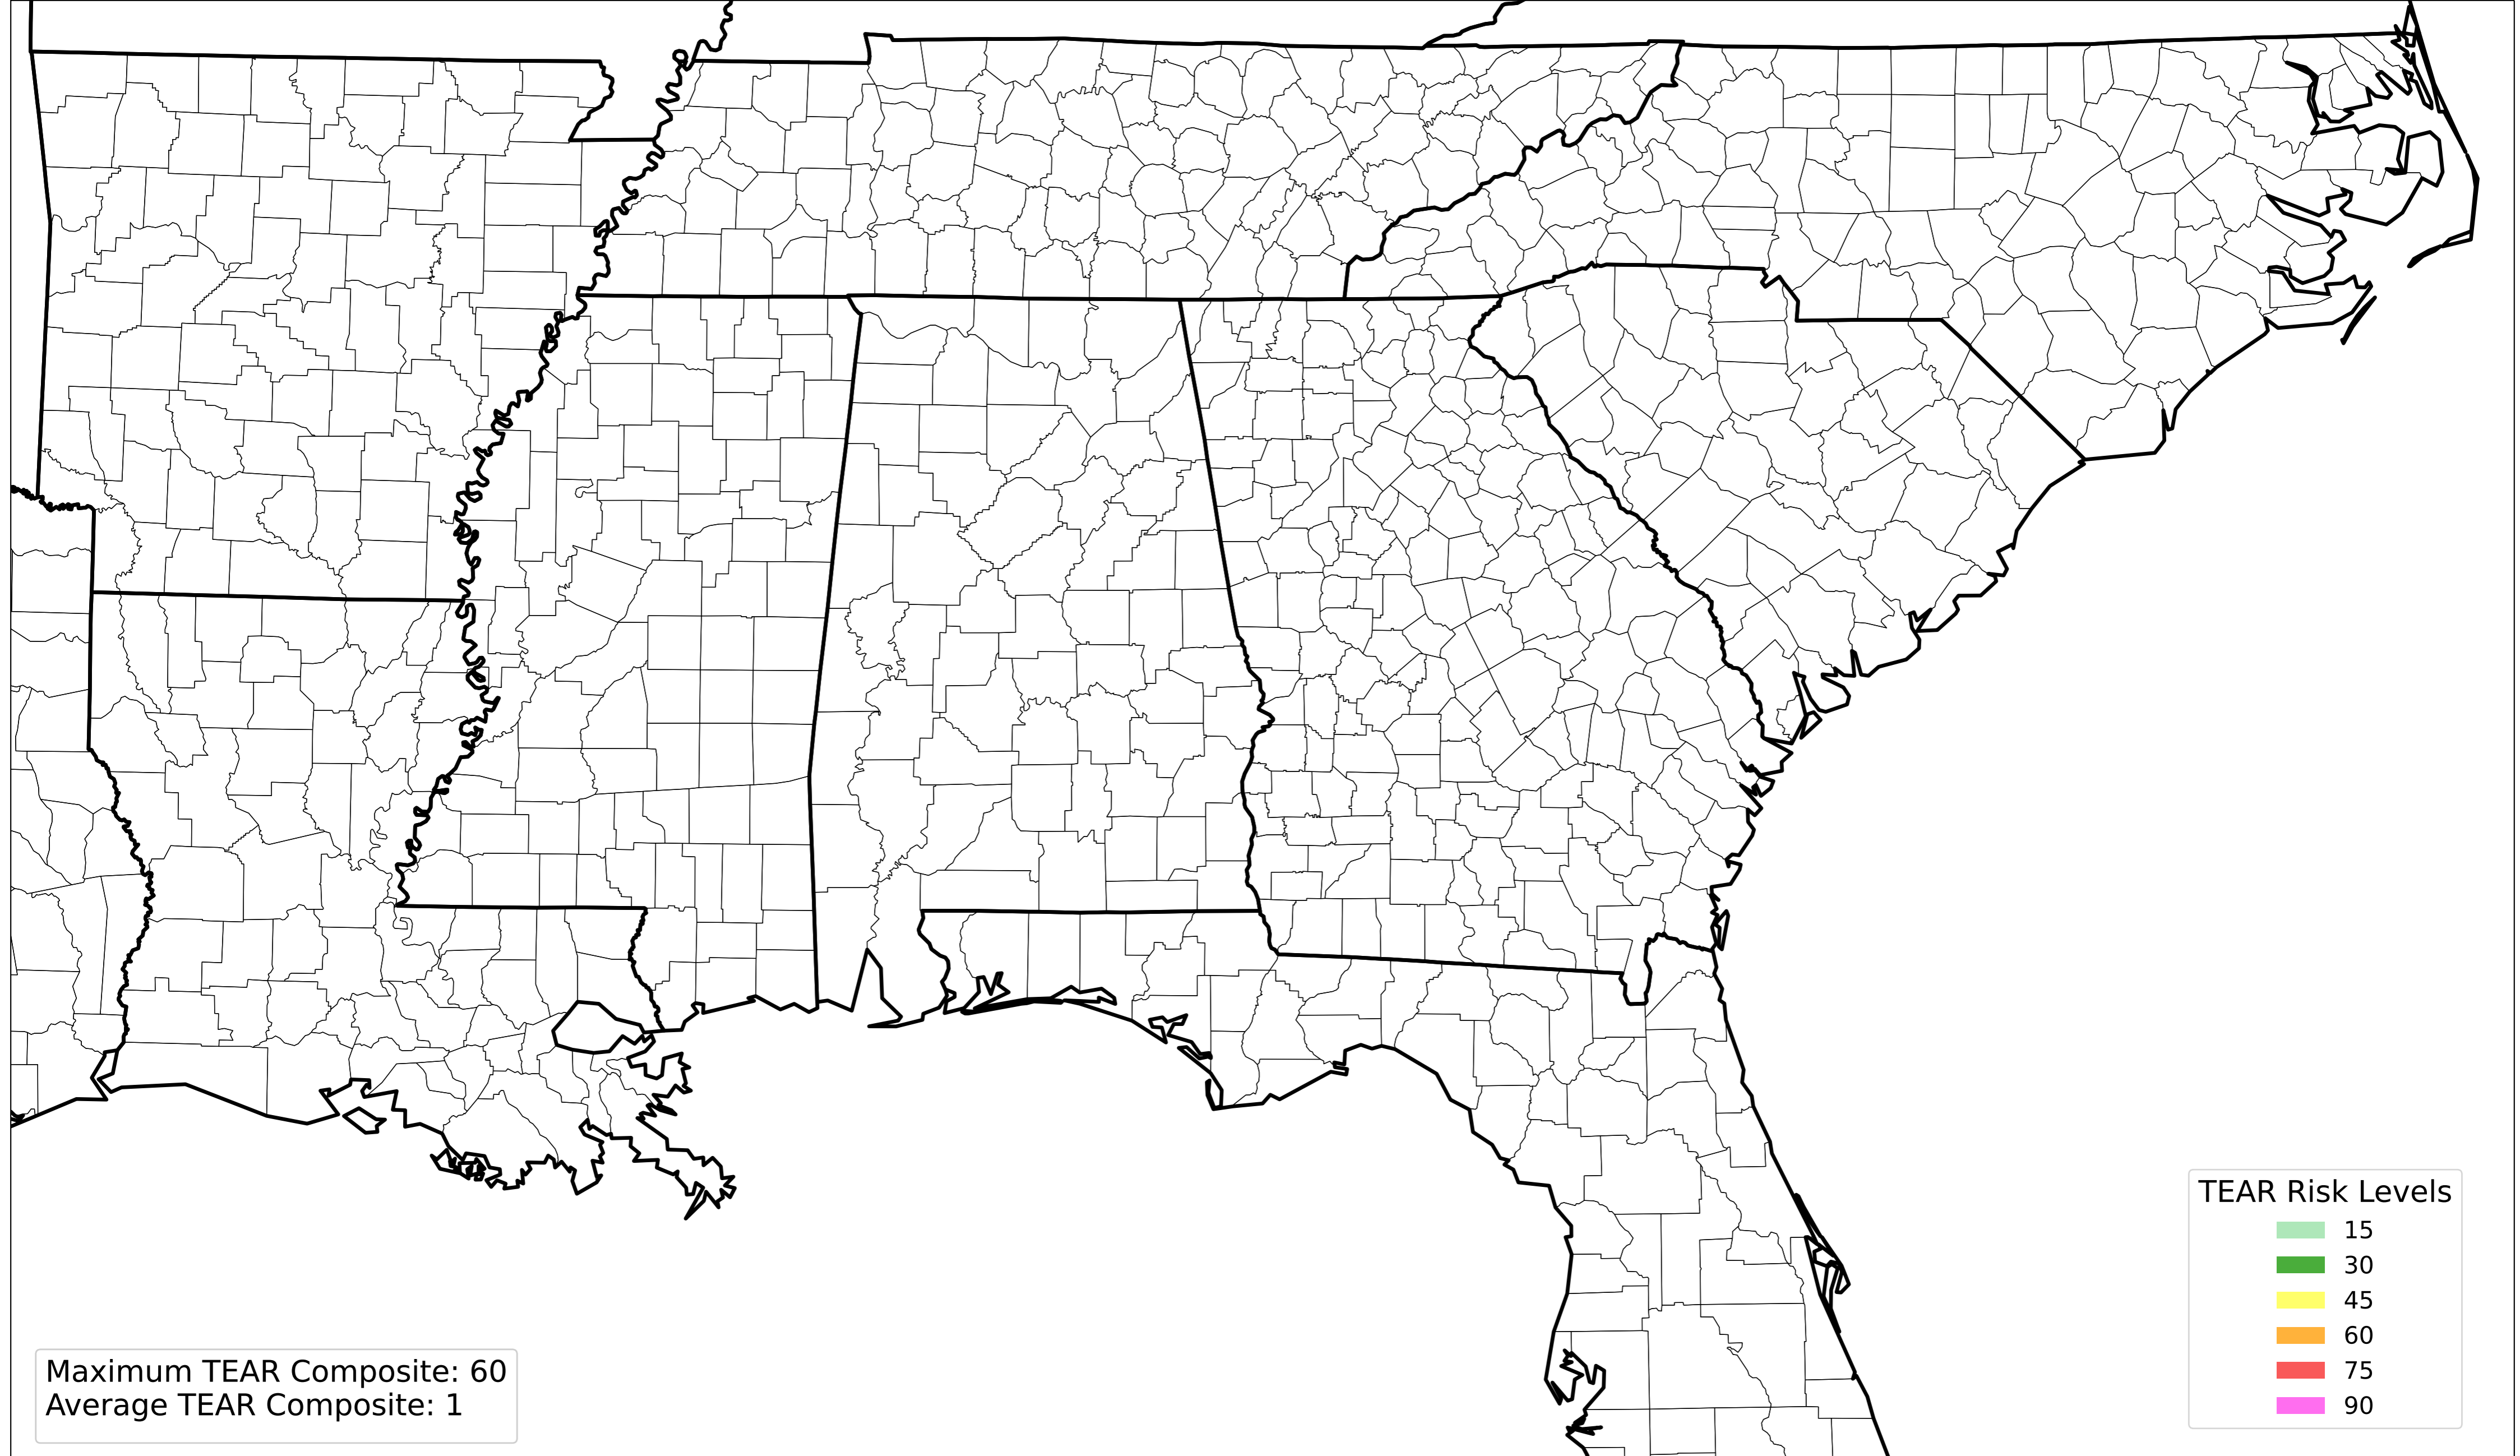 TEAR Risk Levels
15
30
45
60
75
90
Maximum TEAR Composite: 60
Average TEAR Composite: 1